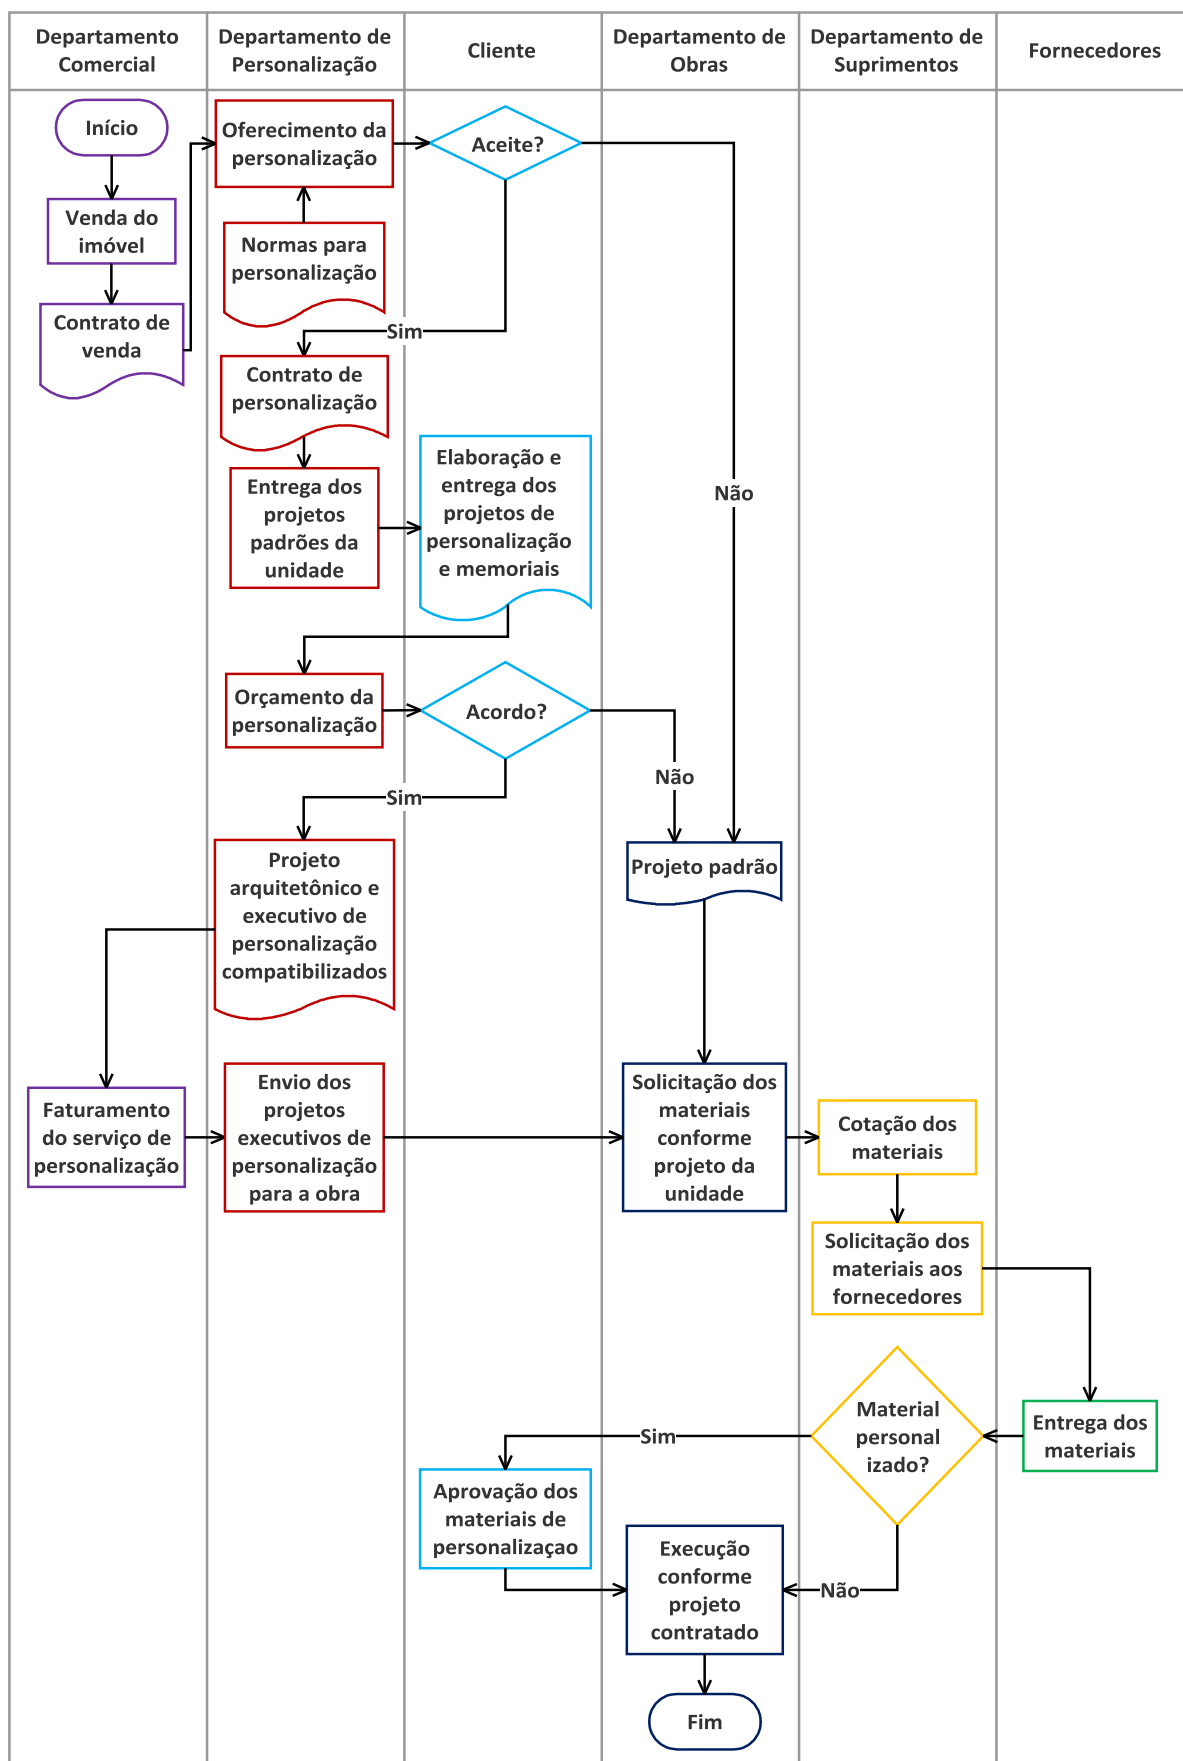 Departamento
Comercial
Departamento de
Personalização
Cliente
Departamento de
Obras
Departamento de
Suprimentos
Fornecedores
Início
Oferecimento da
personalização
Aceite?
Venda do
imóvel
Normas para
personalização
Contrato de
venda
Sim
Contrato de
personalização
Elaboração e
entrega dos
projetos de
personalização
e memoriais
Entrega dos
projetos
padrões da
unidade
Não
Orçamento da
personalização
Acordo?
Não
Sim
Projeto
arquitetônico e
executivo de
personalização
compatibilizados
Projeto padrão
Faturamento
do serviço de
personalização
Envio dos
projetos
executivos de
personalização
para a obra
Solicitação dos
materiais
conforme
projeto da
unidade
Cotação dos
materiais
Solicitação dos
materiais aos
fornecedores
Material
personal
izado?
Entrega dos
materiais
Sim
Aprovação dos
materiais de
personalizaçao
Execução
conforme
projeto
contratado
Não
Fim